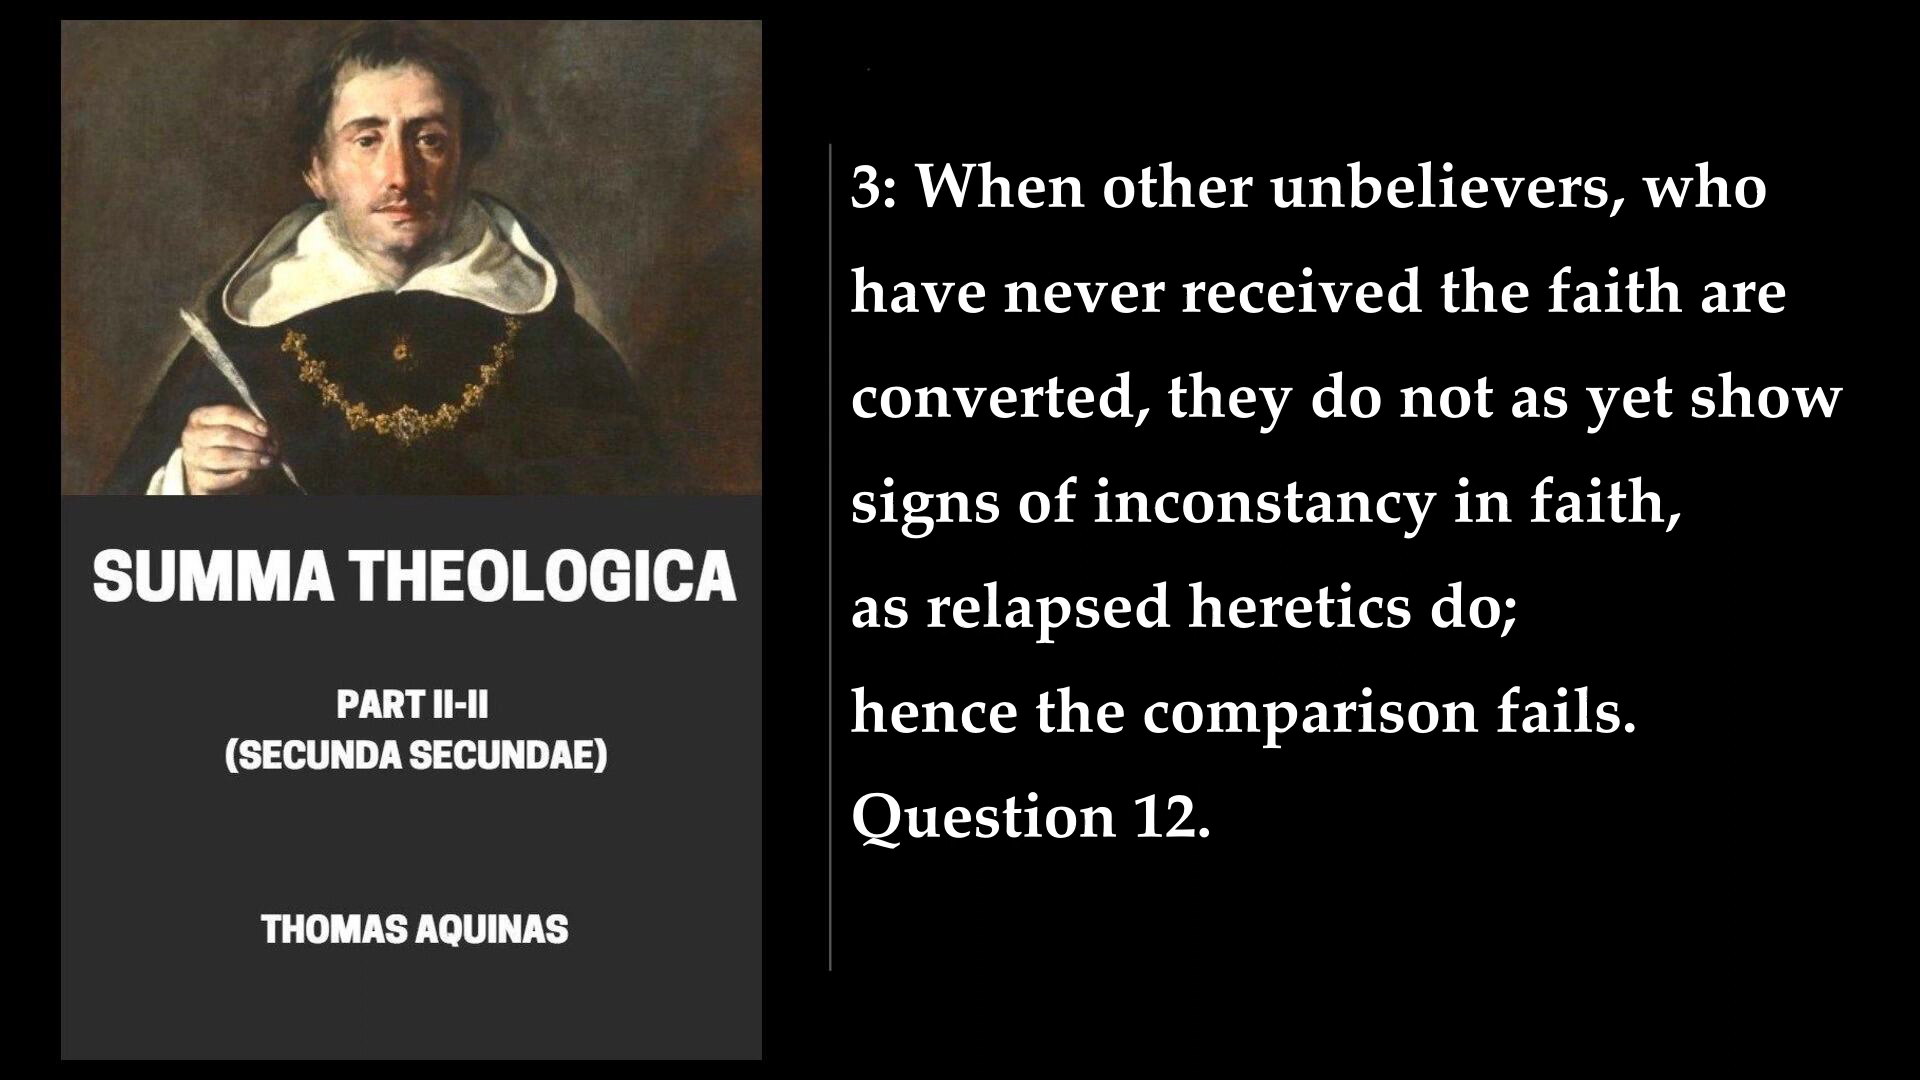 SUMMA THEOLOGICA
PART II-II
(SECUNDA SECUNDAE)
THOMAS AQUINAS
3: When other unbelievers, who
have never received the faith are
converted, they do not as yet show
signs of inconstancy in faith,
as relapsed heretics do;
hence the comparison fails.
Question 12.